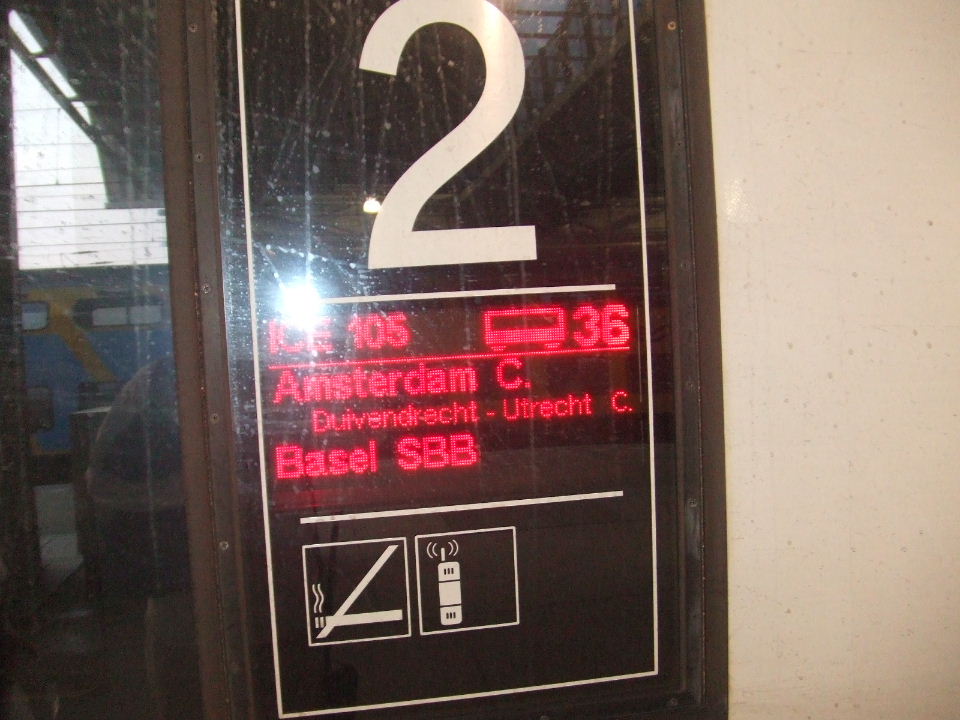 2
ICE 105 36
Amsterdam C.
Duivendrecht - Utrecht C.
Basel SBB